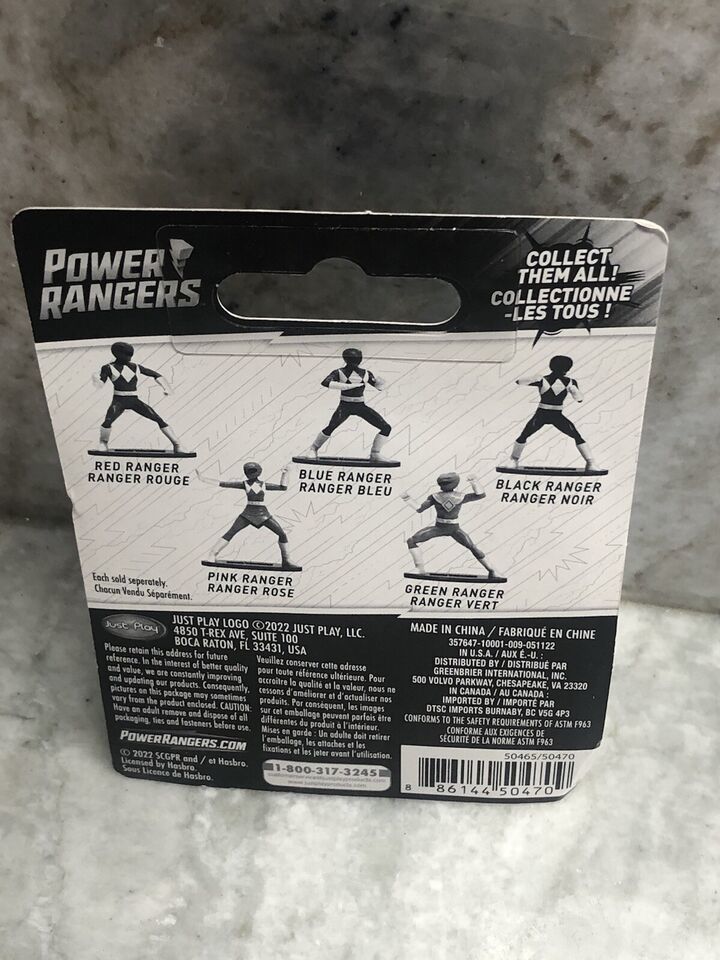 POWER
RANGERS
COLLECT
THEM ALL!
COLLECTIONNE
-LES TOUS !
RED RANGER
RANGER ROUGE
BLUE RANGER
RANGER BLEU
BLACK RANGER
RANGER NOIR
PINK RANGER
RANGER ROSE
GREEN RANGER
RANGER VERT
Each sold seperately.
Chacun Vendu Séparément.
Just Play
JUST PLAY LOGO ©2022 JUST PLAY, LLC.
4850 T-REX AVE, SUITE 100
BOCA RATON, FL 33431, USA
Please retain this address for future
reference. In the interest of better quality
and value, we are constantly improving
and updating our products. Consequently,
pictures on this package may sometimes
vary from the product enclosed. CAUTION:
Have an adult remove and dispose of all
packaging, ties and fasteners before use.
Veuillez conserver cette adresse
pour toute référence ultérieure. Pour
accroître la qualité et la valeur, nous ne
cessons d'améliorer et d'actualiser nos
produits. Par conséquent, les images
sur cet emballage peuvent parfois être
différentes du produit à l'intérieur.
Mises en garde : Un adulte doit retirer
l'emballage, les attaches et les
fixations et les jeter avant l'utilisation.
POWERRANGERS.COM
© 2022 SCGPR and / et Hasbro.
Licensed by Hasbro.
Sous Licence de Hasbro.
1-800-317-3245
MADE IN CHINA / FABRIQUÉ EN CHINE
357647-10001-009-051122
IN U.S.A. / AUX É.-U. :
DISTRIBUTED BY / DISTRIBUÉ PAR
GREENBRIER INTERNATIONAL, INC.
500 VOLVO PARKWAY, CHESAPEAKE, VA 23320
IN CANADA / AU CANADA :
IMPORTED BY / IMPORTÉ PAR
DTSC IMPORTS BURNABY, BC V5G 4P3
CONFORMS TO THE SAFETY REQUIREMENTS OF ASTM F963
CONFORME AUX EXIGENCES DE
SÉCURITÉ DE LA NORME ASTM F963
50465/50470
8 86144 50470